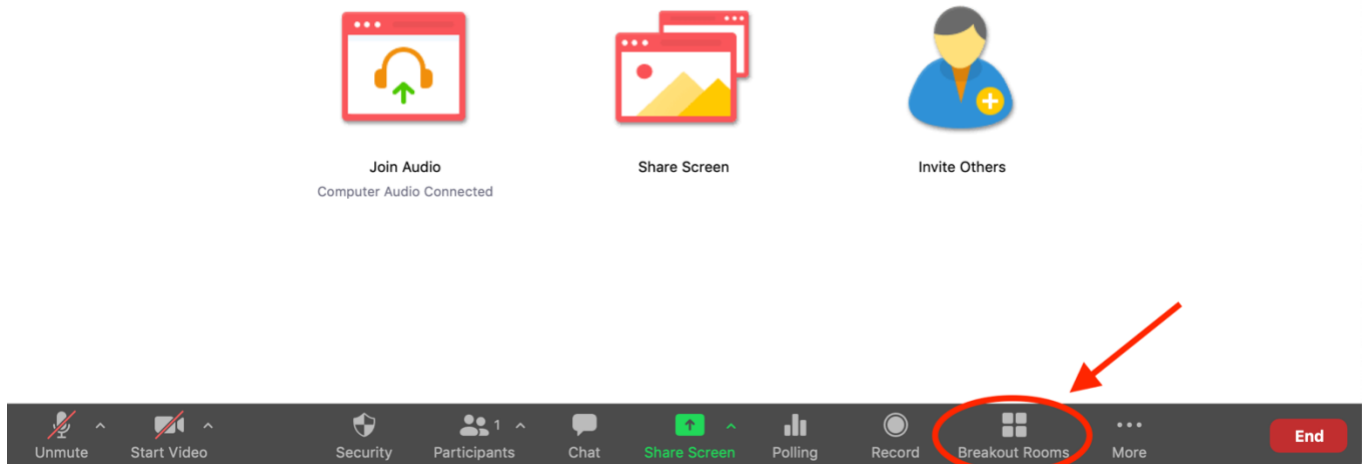 Join Audio
Share Screen
Invite Others
Computer Audio Connected
1
Unmute
Start Video
Security
Participants
Chat
Share Screen
Polling
Record
Breakout Rooms
More
End